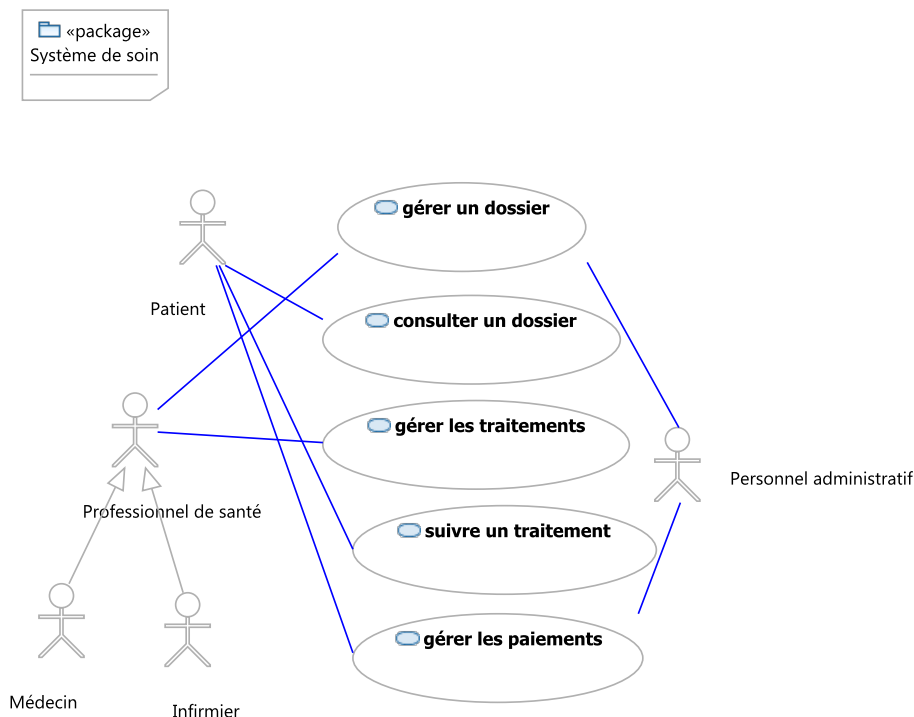 «package»
Système de soin
gérer un dossier
Patient
consulter un dossier
gérer les traitements
Personnel administratif
Professionnel de santé
suivre un traitement
gérer les paiements
Médecin
Infirmier